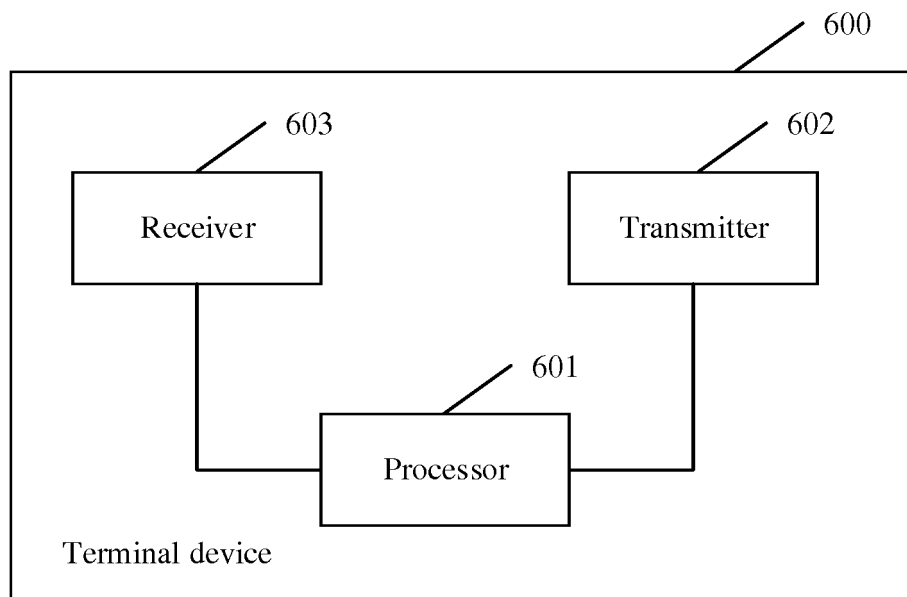 600
603
602
Receiver
Transmitter
601
Processor
Terminal device